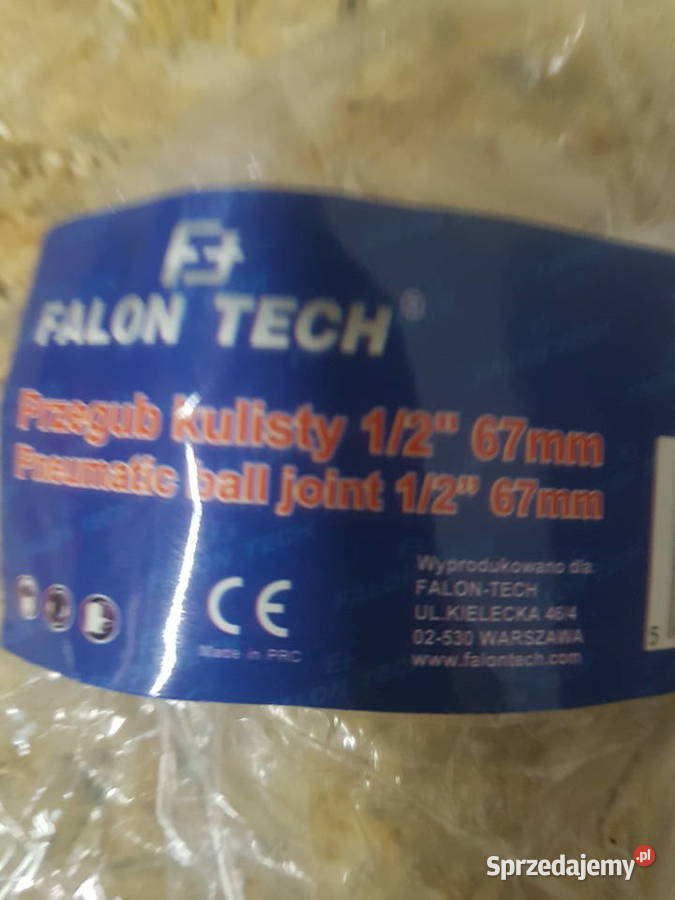 FALON TECH®
Przegub kulisty 1/2" 67mm
Pneumatic ball joint 1/2" 67mm
CE
Made in PRC
Wyprodukowano dla:
FALON-TECH
UL.KIELECKA 46/4
02-530 WARSZAWA
www.falontech.com
5
Sprzedajemy.pl